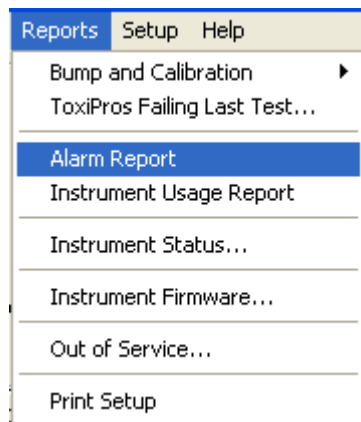 Reports Setup Help
Bump and Calibration
ToxiPros Failing Last Test...
Alarm Report
Instrument Usage Report
Instrument Status...
Instrument Firmware...
Out of Service...
Print Setup